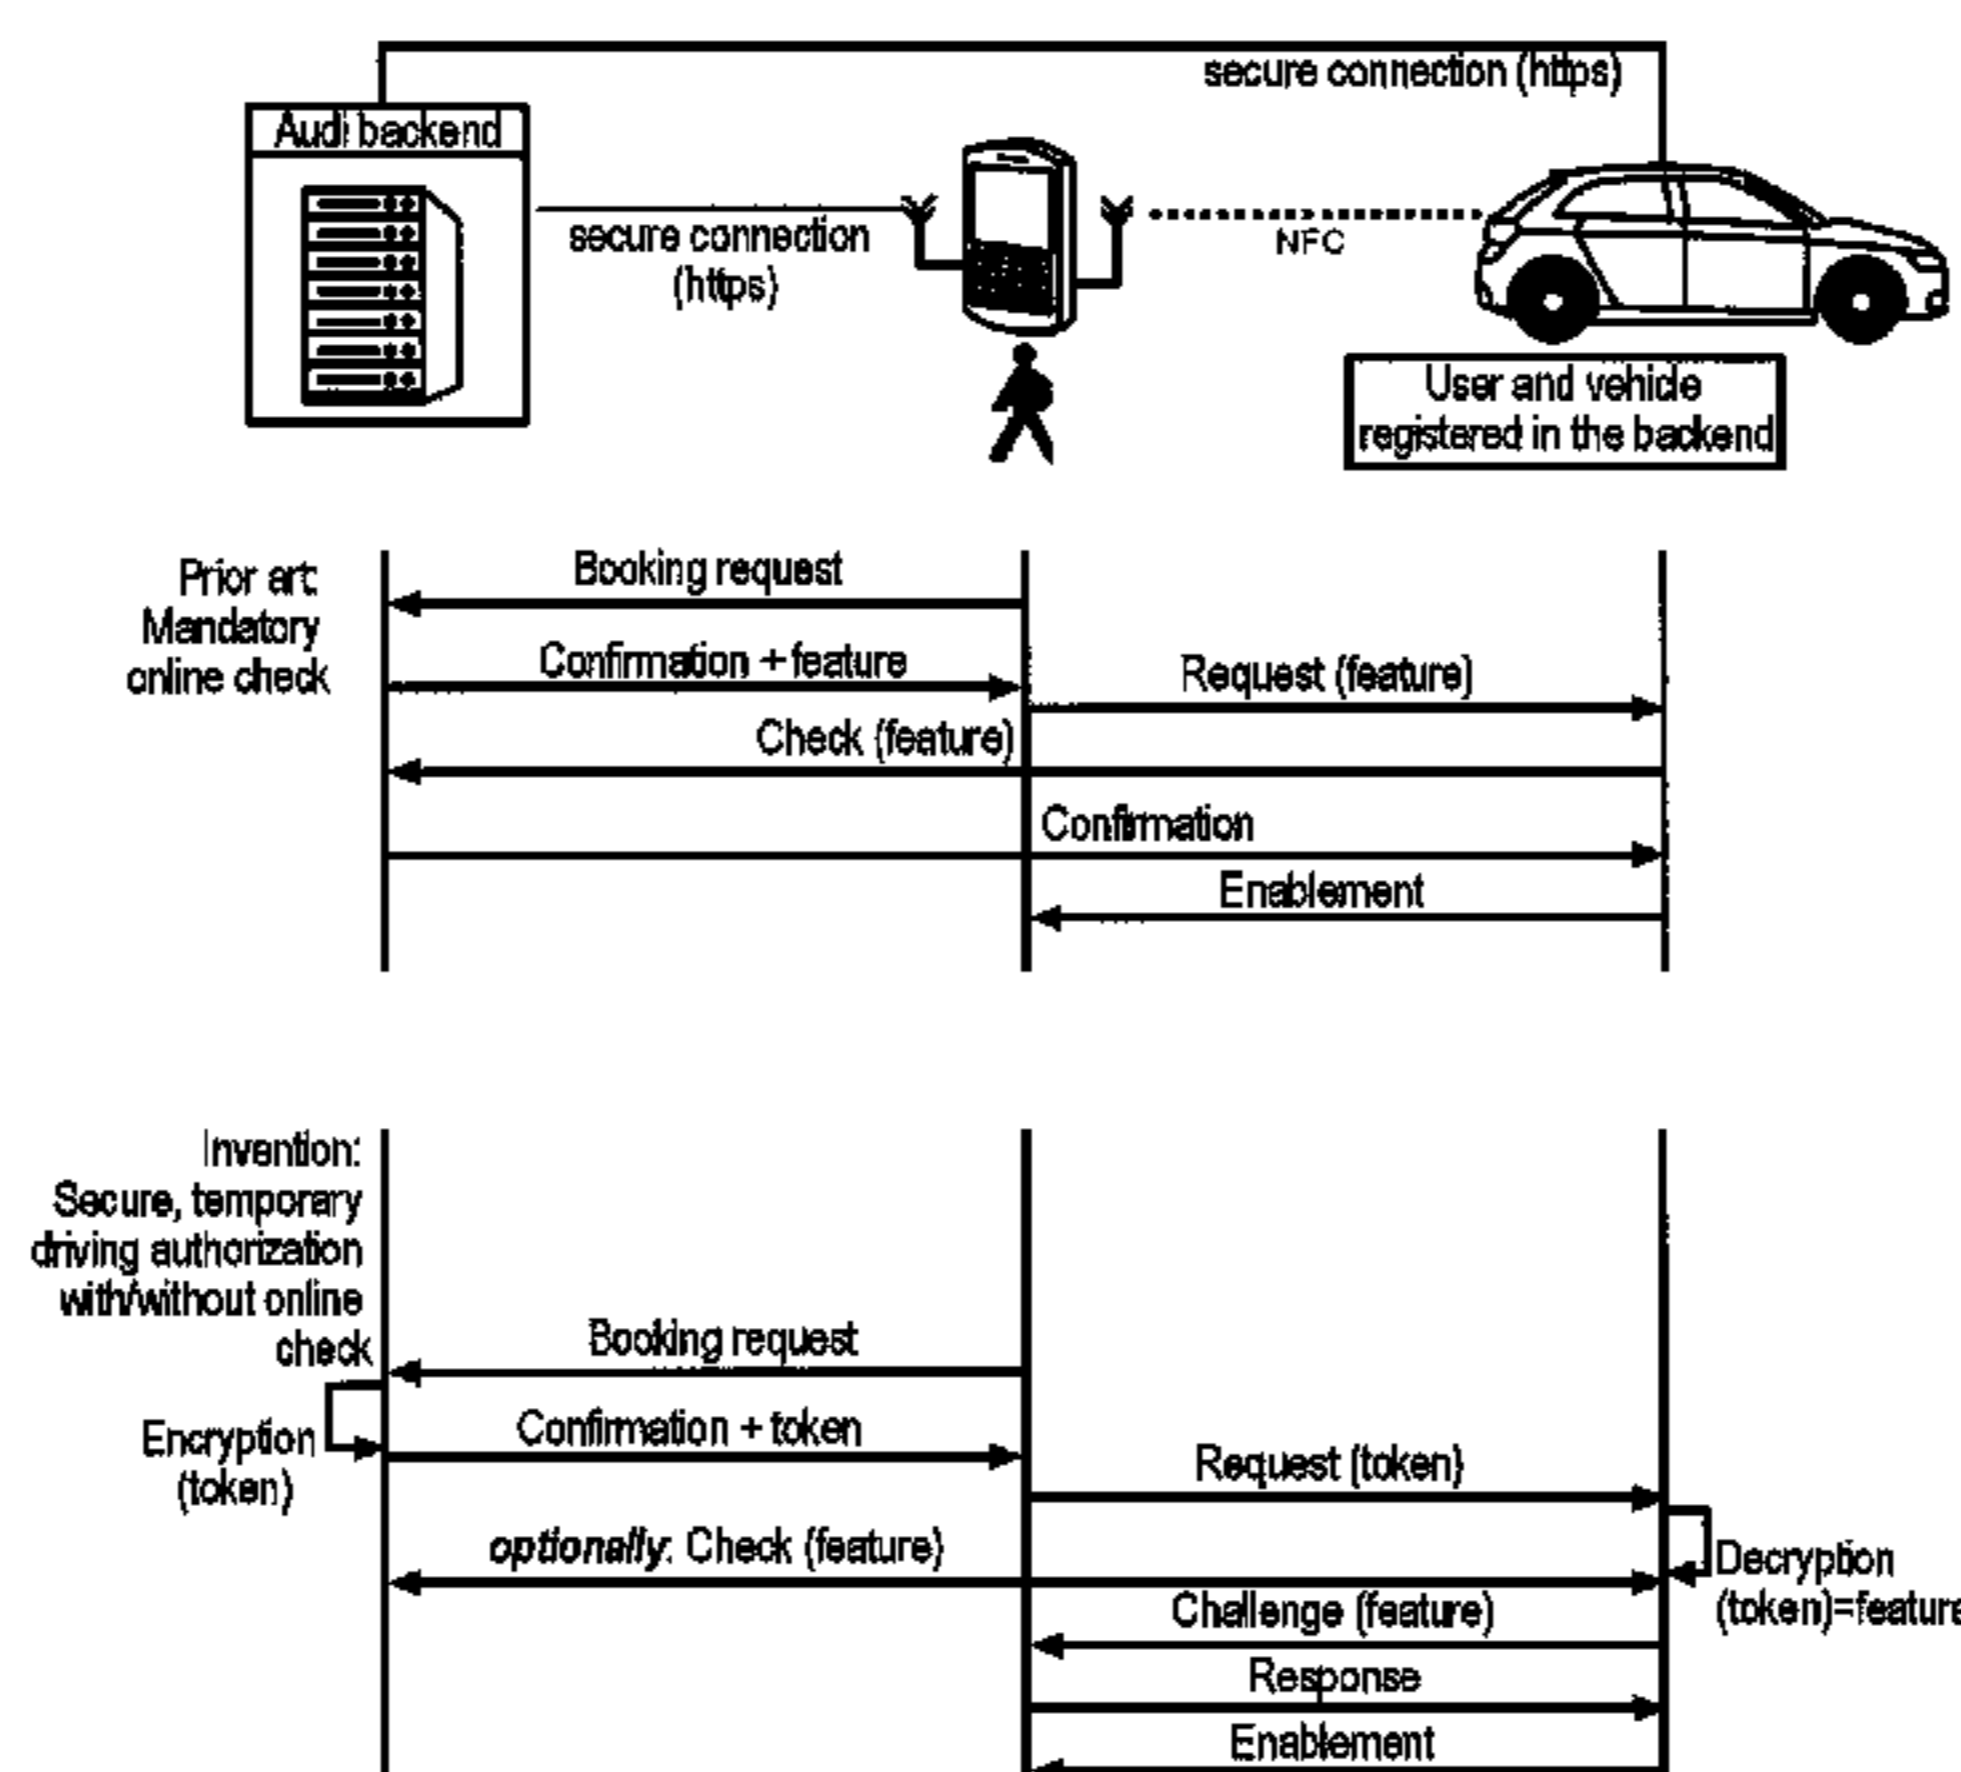 secure connection (https)
Audi backend
secure connection
(https)
NFC
User and vehicle
registered in the backend
Prior art:
Mandatory
online check
Booking request
Confirmation + feature
Request (feature)
Check (feature)
Confirmation
Enablement
Invention:
Secure, temporary
driving authorization
with/without online
check
Booking request
Encryption
(token)
Confirmation + token
Request (token)
optionally: Check (feature)
Decryption
(token)=feature
Challenge (feature)
Response
Enablement